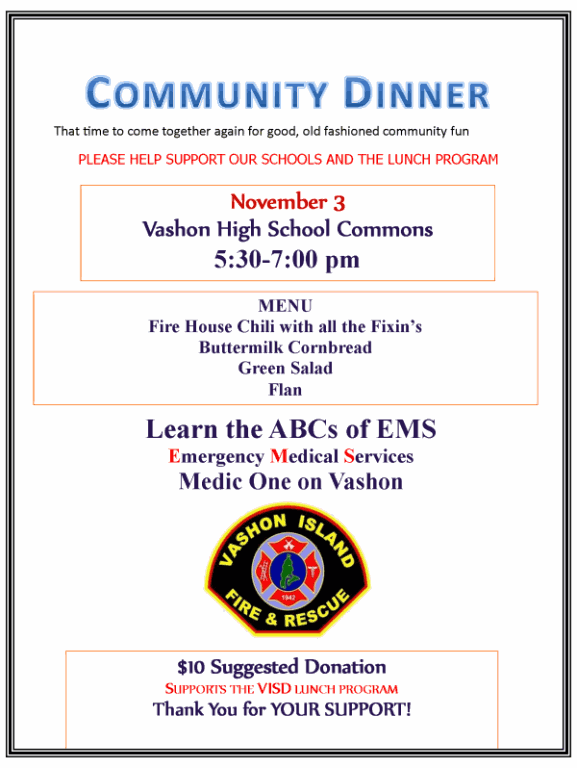 COMMUNITY DINNER
That time to come together again for good, old fashioned community fun
PLEASE HELP SUPPORT OUR SCHOOLS AND THE LUNCH PROGRAM
November 3
Vashon High School Commons
5:30-7:00 pm
MENU
Fire House Chili with all the Fixin's
Buttermilk Cornbread
Green Salad
Flan
Learn the ABCs of EMS
Emergency Medical Services
Medic One on Vashon
VASHON ISLAND
1942
FIRE & RESCUE
$10 Suggested Donation
SUPPORTS THE VISD LUNCH PROGRAM
Thank You for YOUR SUPPORT!